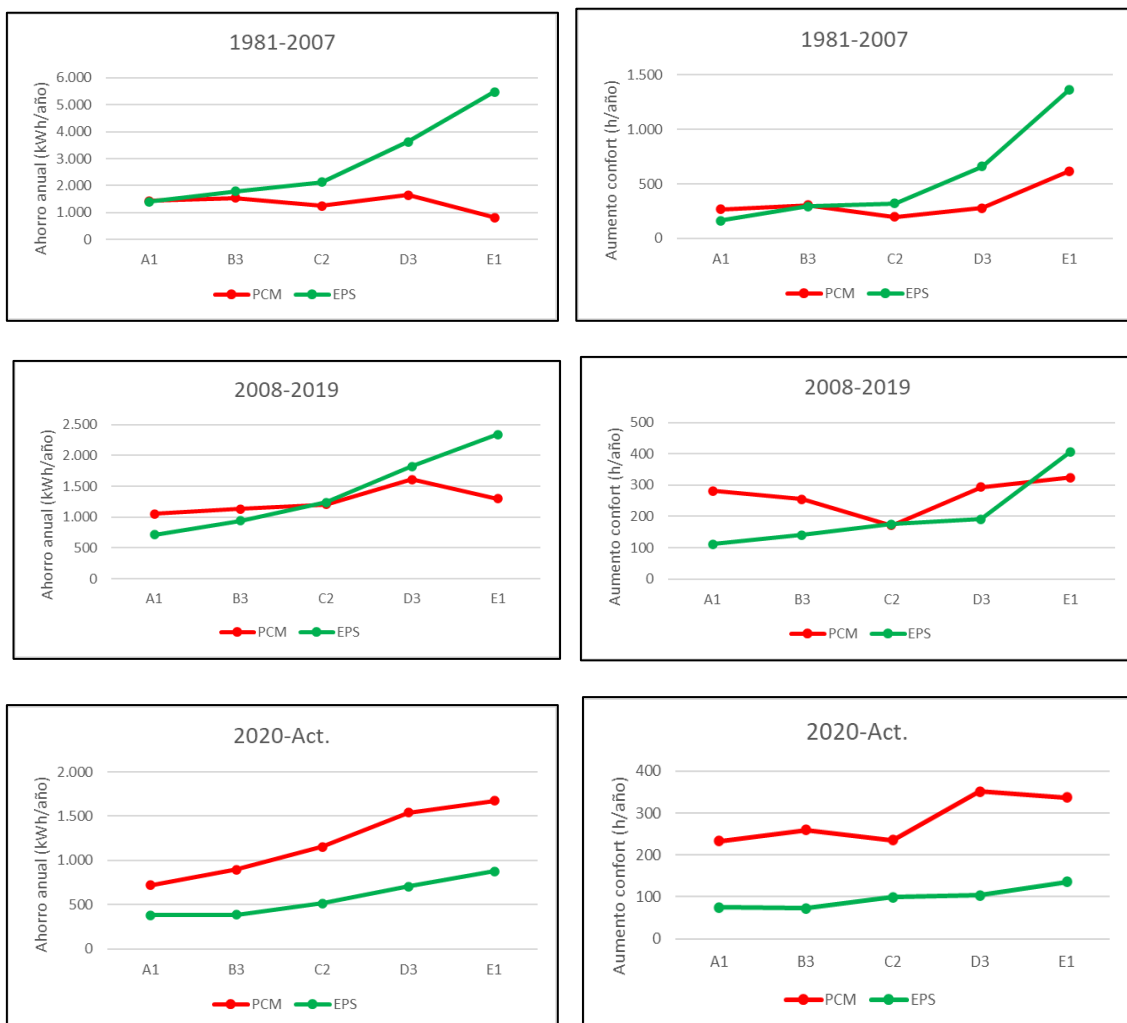 1981-2007
Ahorro anual (kWh/año)
6.000
5.000
4.000
3.000
2.000
1.000
0
A1 B3 C2 D3 E1
PCM EPS
1981-2007
Aumento confort (h/año)
1.500
1.000
500
0
A1 B3 C2 D3 E1
PCM EPS
2008-2019
Ahorro anual (kWh/año)
2.500
2.000
1.500
1.000
500
0
A1 B3 C2 D3 E1
PCM EPS
2008-2019
Aumento confort (h/año)
500
400
300
200
100
0
A1 B3 C2 D3 E1
PCM EPS
2020-Act.
Ahorro anual (kWh/año)
2.000
1.500
1.000
500
0
A1 B3 C2 D3 E1
PCM EPS
2020-Act.
Aumento confort (h/año)
400
300
200
100
0
A1 B3 C2 D3 E1
PCM EPS